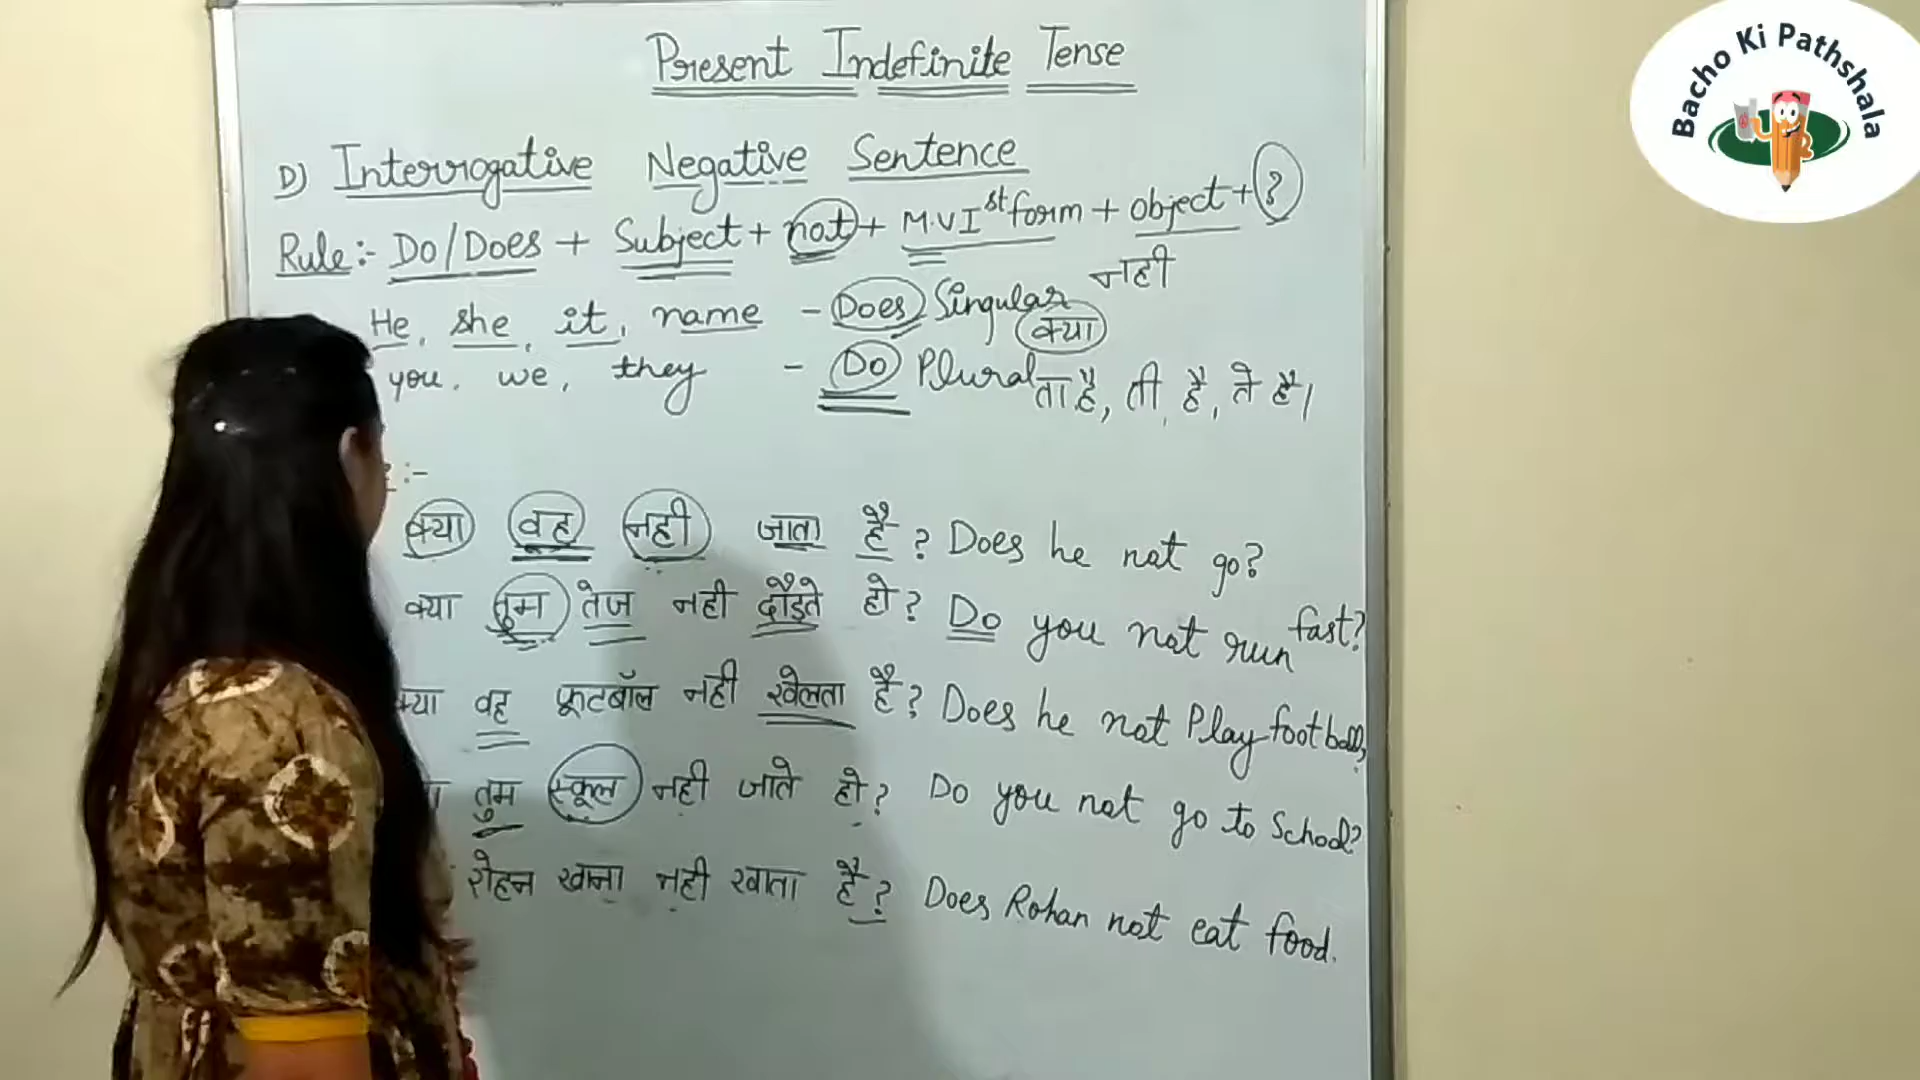 Bacho Ki Pathshala
Present Indefinite Tense
D) Interrogative Negative Sentence
Rule:- Do/Does + Subject + not + M.V Ist form + object + ?
नही
He, she, it, name - Does Singular
क्या
you, we, they - Do Plural ता है, ती है, ते है।
:-
क्या वह नही जाता है ? Does he not go?
क्या तुम तेज नही दौड़ते हो? Do you not run fast?
वह फूटबॉल नही खेलता है? Does he not Play football,
तुम स्कूल नही जाते हो? Do you not go to School?
रोहन खाना नही खाता है? Does Rohan not eat food.